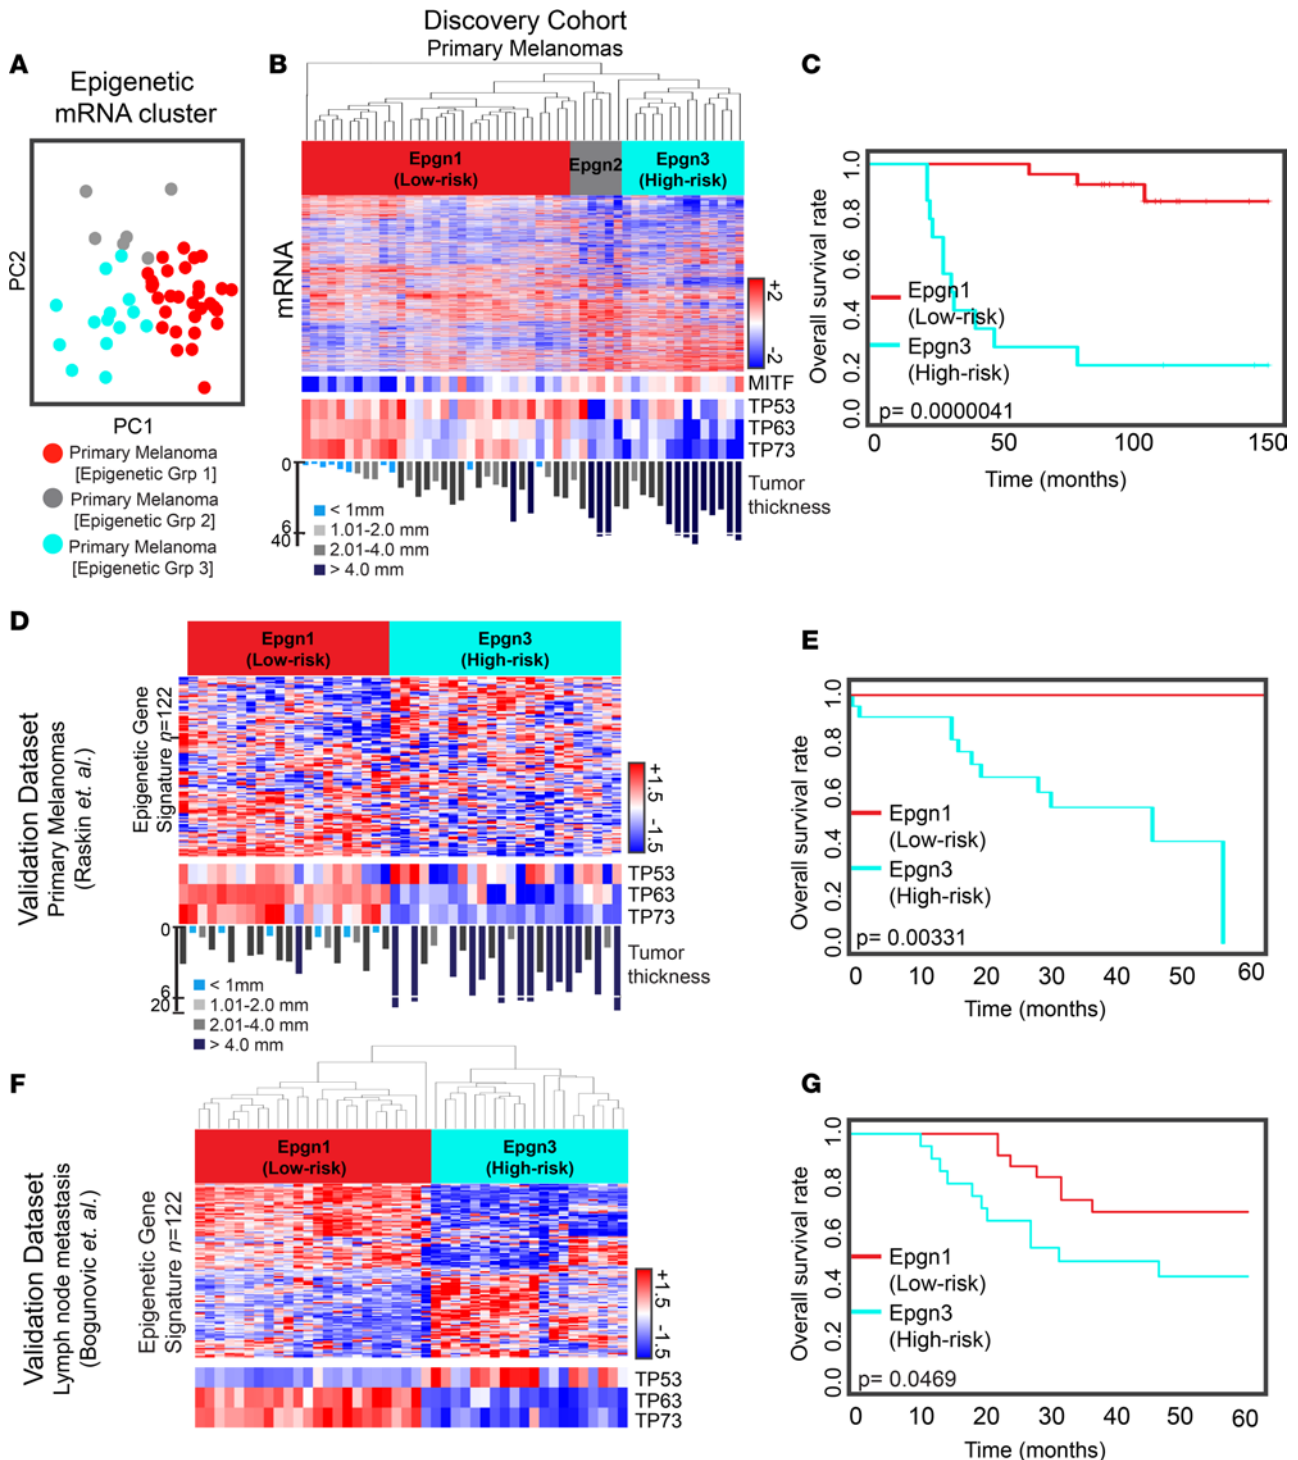 Discovery Cohort
Primary Melanomas
A
Epigenetic
mRNA cluster
PC2
PC1
Primary Melanoma
[Epigenetic Grp 1]
Primary Melanoma
[Epigenetic Grp 2]
Primary Melanoma
[Epigenetic Grp 3]
B
Epgn1
(Low-risk)
Epgn2
Epgn3
(High-risk)
mRNA
+2
-2
MITF
TP53
TP63
TP73
0
6
40
Tumor
thickness
< 1mm
1.01-2.0 mm
2.01-4.0 mm
> 4.0 mm
C
Overall survival rate
1.0
0.8
0.6
0.4
0.2
0.0
Epgn1
(Low-risk)
Epgn3
(High-risk)
p= 0.0000041
0 50 100 150
Time (months)
D
Validation Dataset
Primary Melanomas
(Raskin et. al.)
Epgn1
(Low-risk)
Epgn3
(High-risk)
Epigenetic Gene
Signature n=122
+1.5
-1.5
TP53
TP63
TP73
0
6
20
Tumor
thickness
< 1mm
1.01-2.0 mm
2.01-4.0 mm
> 4.0 mm
E
Overall survival rate
1.0
0.8
0.6
0.4
0.2
0.0
Epgn1
(Low-risk)
Epgn3
(High-risk)
p= 0.00331
0 10 20 30 40 50 60
Time (months)
F
Validation Dataset
Lymph node metastasis
(Bogunovic et. al.)
Epgn1
(Low-risk)
Epgn3
(High-risk)
Epigenetic Gene
Signature n=122
+1.5
-1.5
TP53
TP63
TP73
G
Overall survival rate
1.0
0.8
0.6
0.4
0.2
0.0
Epgn1
(Low-risk)
Epgn3
(High-risk)
p= 0.0469
0 10 20 30 40 50 60
Time (months)